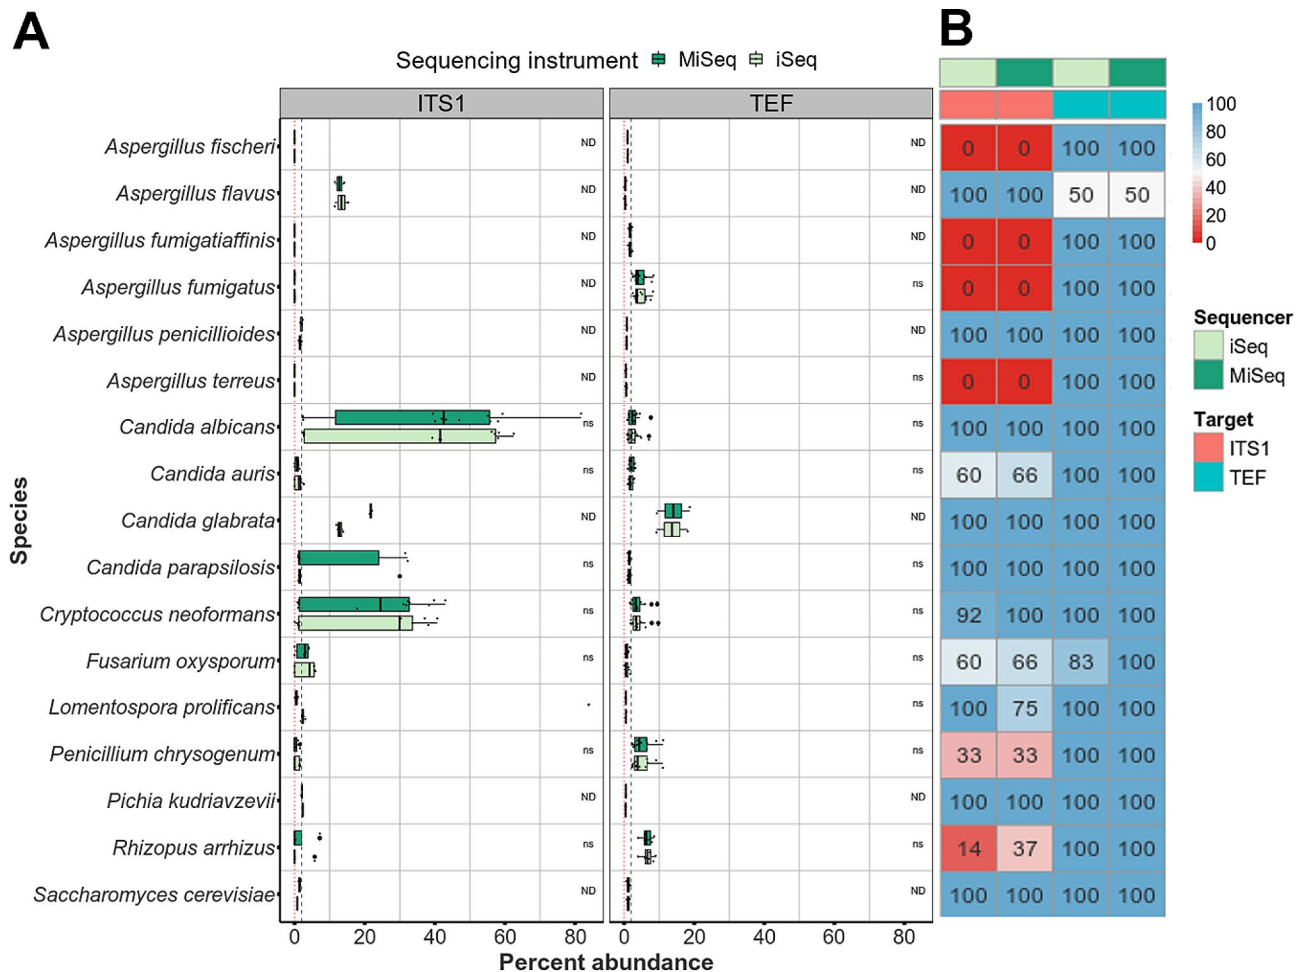 A
B
Sequencing instrument MiSeq iSeq
ITS1 TEF
Species
Aspergillus fischeri ND ND 0 0 100 100
Aspergillus flavus ND ND 100 100 50 50
Aspergillus fumigatiaffinis ND ND 0 0 100 100
Aspergillus fumigatus ND ns 0 0 100 100
Aspergillus penicillioides ND ND 100 100 100 100
Aspergillus terreus ND ns 0 0 100 100
Candida albicans ns ns 100 100 100 100
Candida auris ns ns 60 66 100 100
Candida glabrata ND ND 100 100 100 100
Candida parapsilosis ns ns 100 100 100 100
Cryptococcus neoformans ns ns 92 100 100 100
Fusarium oxysporum ns ns 60 66 83 100
Lomentospora prolificans ns 100 75 100 100
Penicillium chrysogenum ns ns 33 33 100 100
Pichia kudriavzevii ND ND 100 100 100 100
Rhizopus arrhizus ns ns 14 37 100 100
Saccharomyces cerevisiae ND ND 100 100 100 100
0 20 40 60 80 0 20 40 60 80
Percent abundance
100
80
60
40
20
0
Sequencer
iSeq
MiSeq
Target
ITS1
TEF